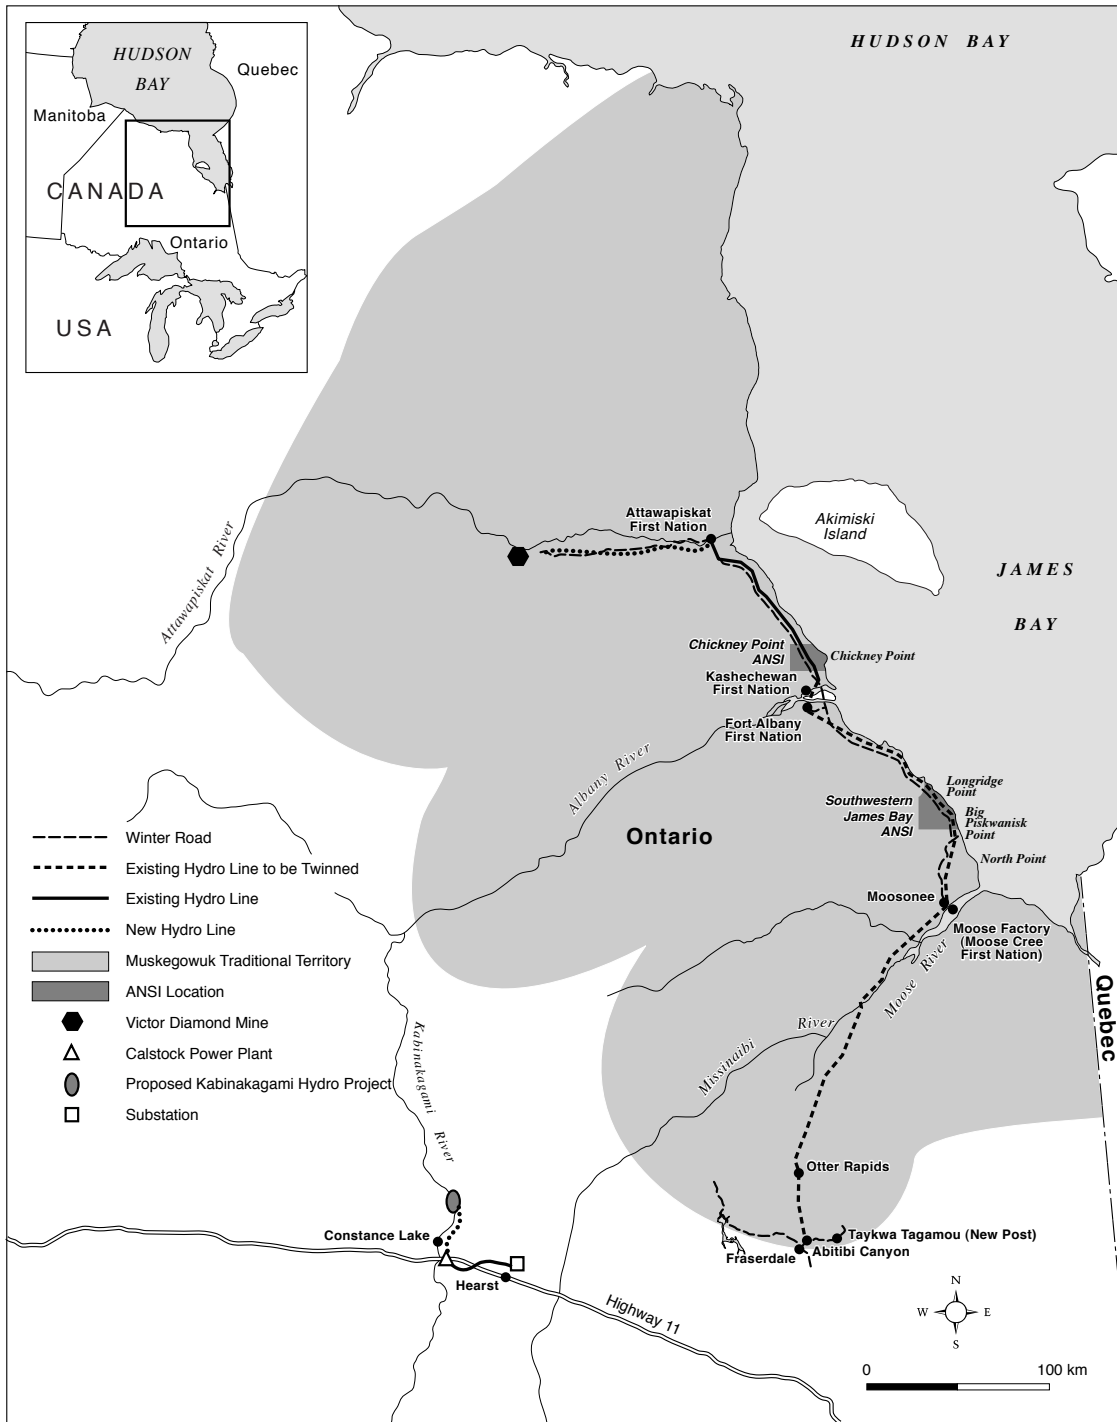 HUDSON
BAY
Quebec
Manitoba
CANADA
Ontario
USA
HUDSON BAY
Attawapiskat
First Nation
Akimiski
Island
JAMES
BAY
Attawapiskat River
Chickney Point
ANSI
Chickney Point
Kashechewan
First Nation
Fort Albany
First Nation
Albany River
Longridge
Point
Southwestern
James Bay
ANSI
Big
Piskwanisk
Point
Ontario
North Point
Winter Road
Existing Hydro Line to be Twinned
Existing Hydro Line
New Hydro Line
Muskegowuk Traditional Territory
ANSI Location
Victor Diamond Mine
Calstock Power Plant
Proposed Kabinakagami Hydro Project
Substation
Moosonee
Moose Factory
(Moose Cree
First Nation)
Moose River
Quebec
Missinaibi River
Kabinakagami River
Otter Rapids
Constance Lake
Taykwa Tagamou (New Post)
Abitibi Canyon
Fraserdale
Hearst
Highway 11
N
W E
S
0 100 km